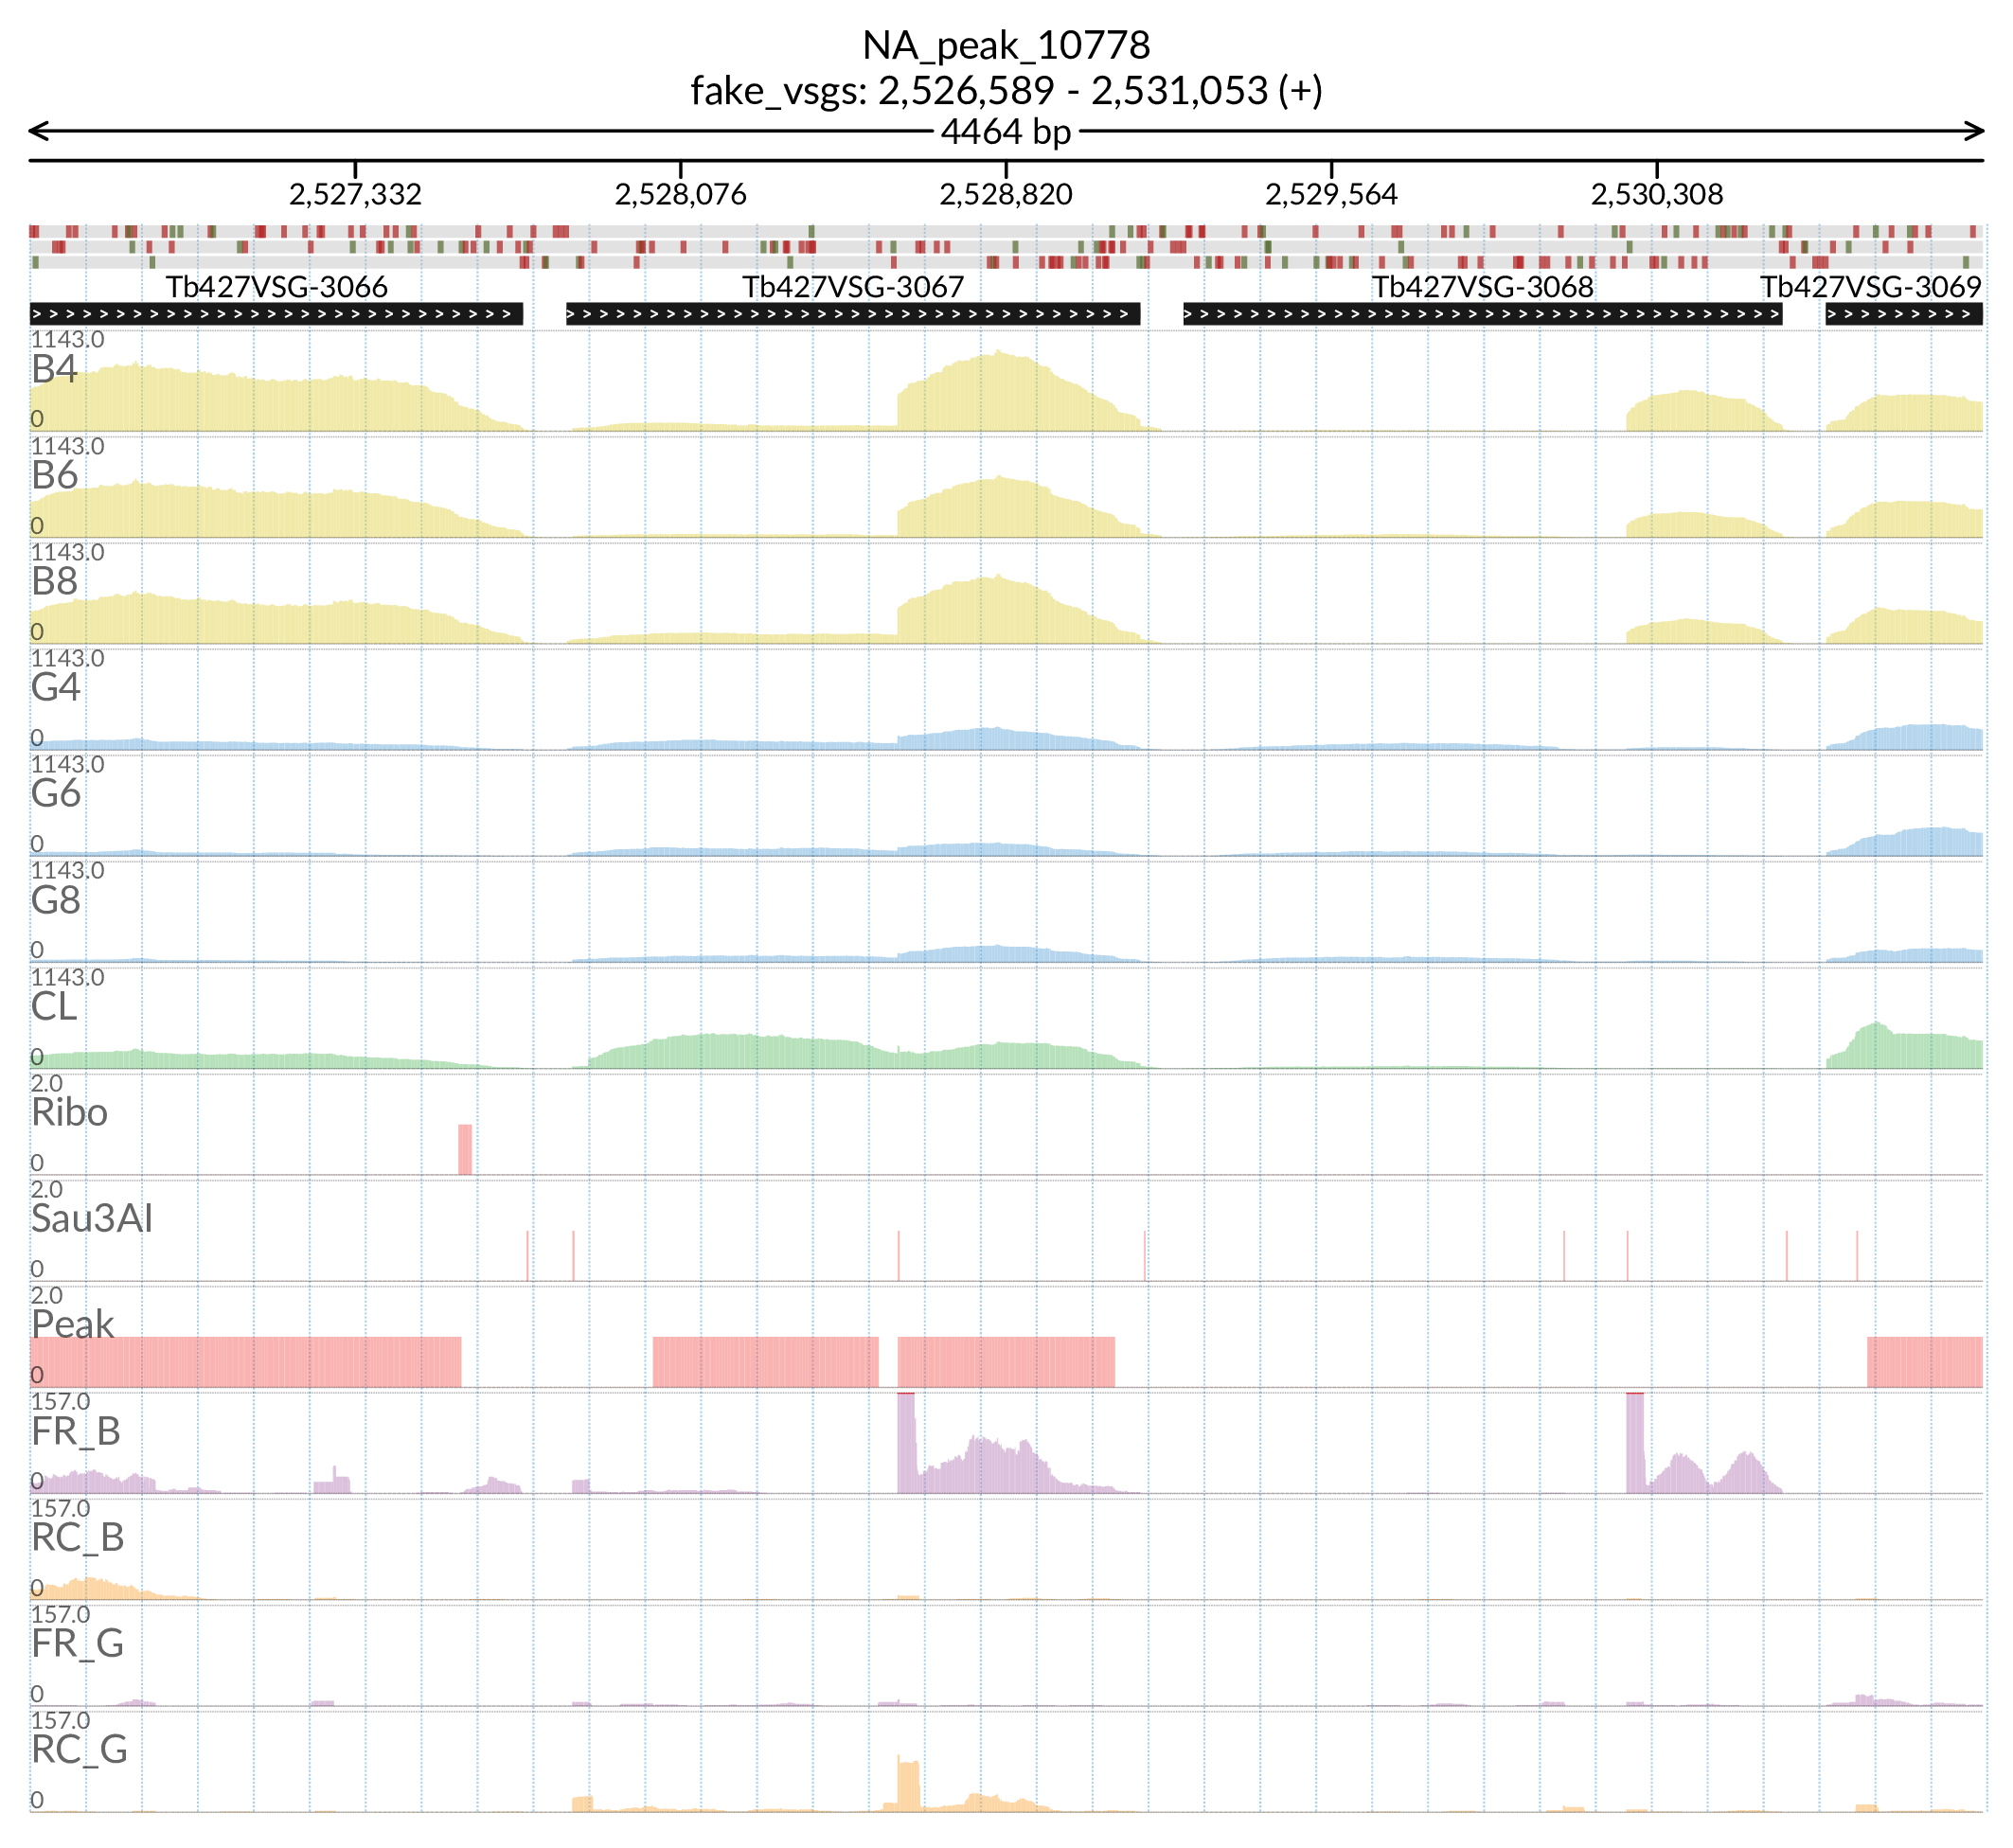 NA_peak_10778
fake_vsgs: 2,526,589 - 2,531,053 (+)
4464 bp
2,527,332 2,528,076 2,528,820 2,529,564 2,530,308
Tb427VSG-3066 Tb427VSG-3067 Tb427VSG-3068 Tb427VSG-3069
1143.0
B4
0
1143.0
B6
0
1143.0
B8
0
1143.0
G4
0
1143.0
G6
0
1143.0
G8
0
1143.0
CL
0
2.0
Ribo
0
2.0
Sau3AI
0
2.0
Peak
0
157.0
FR_B
0
157.0
RC_B
0
157.0
FR_G
0
157.0
RC_G
0